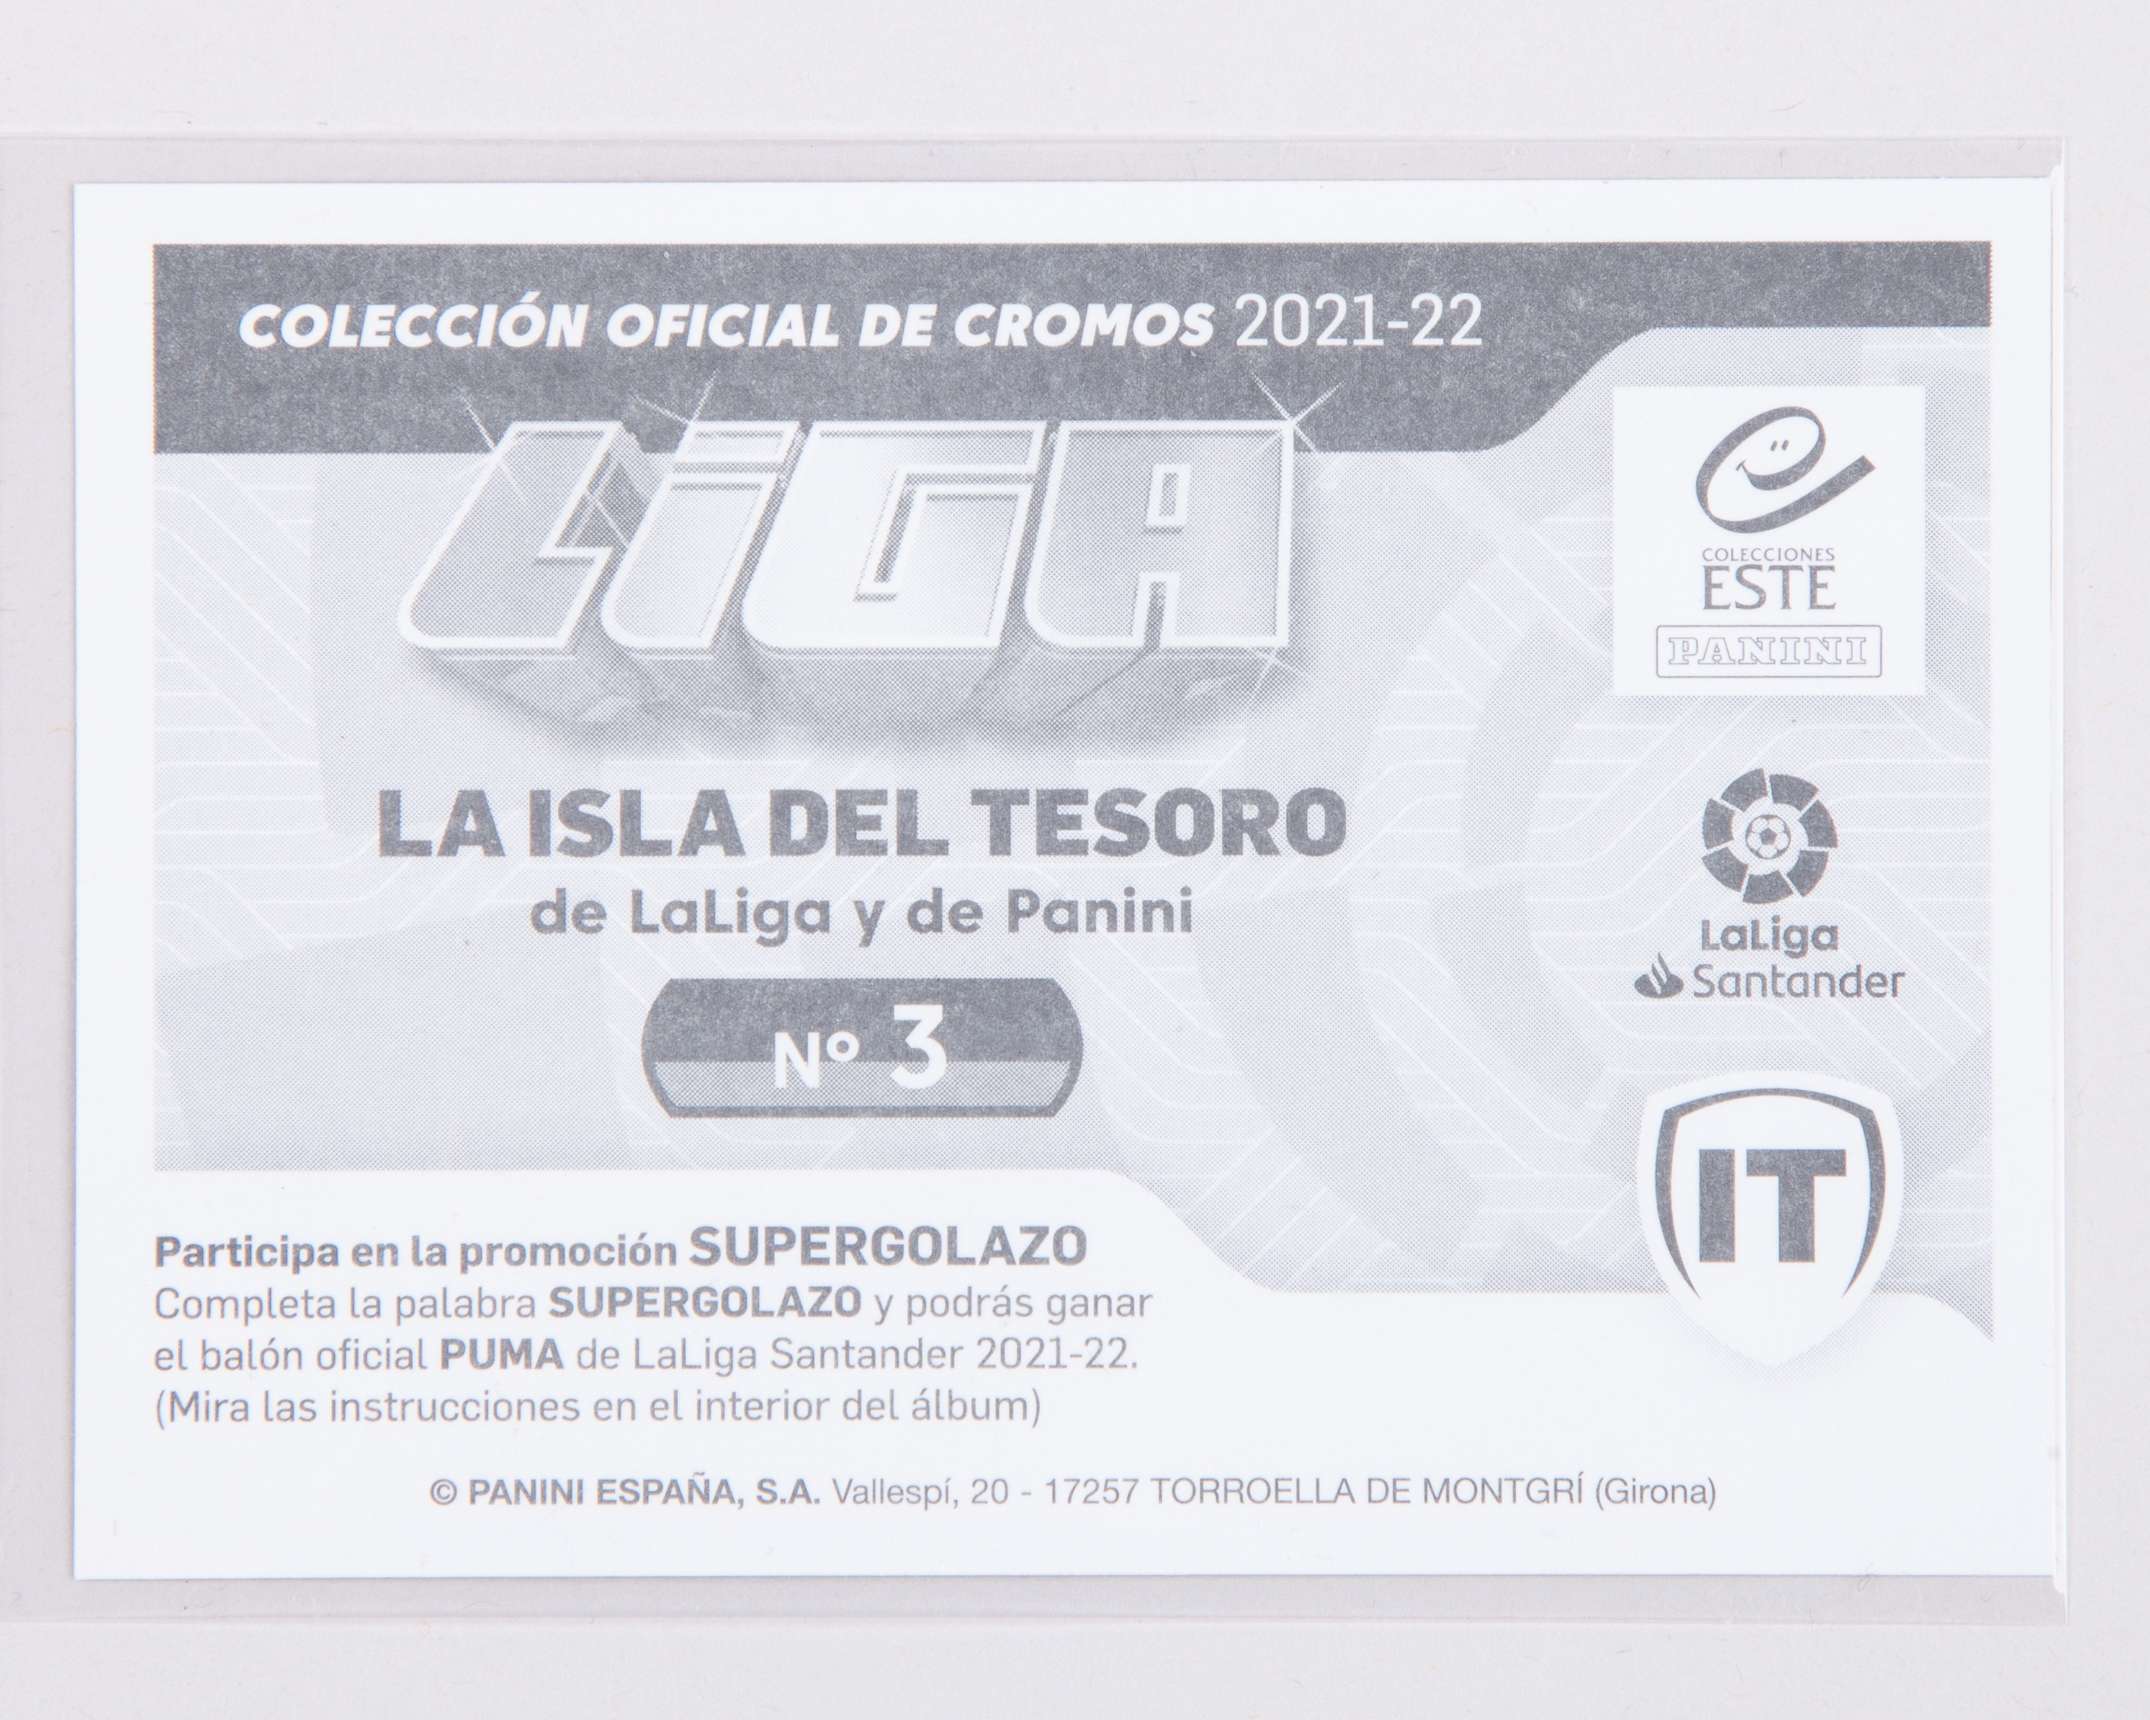 COLECCIÓN OFICIAL DE CROMOS 2021-22
LiGA
COLECCIONES
ESTE
PANINI
LA ISLA DEL TESORO
de LaLiga y de Panini
Nº 3
LaLiga
Santander
IT
Participa en la promoción SUPERGOLAZO
Completa la palabra SUPERGOLAZO y podrás ganar
el balón oficial PUMA de LaLiga Santander 2021-22.
(Mira las instrucciones en el interior del álbum)
© PANINI ESPAÑA, S.A. Vallespí, 20 - 17257 TORROELLA DE MONTGRÍ (Girona)